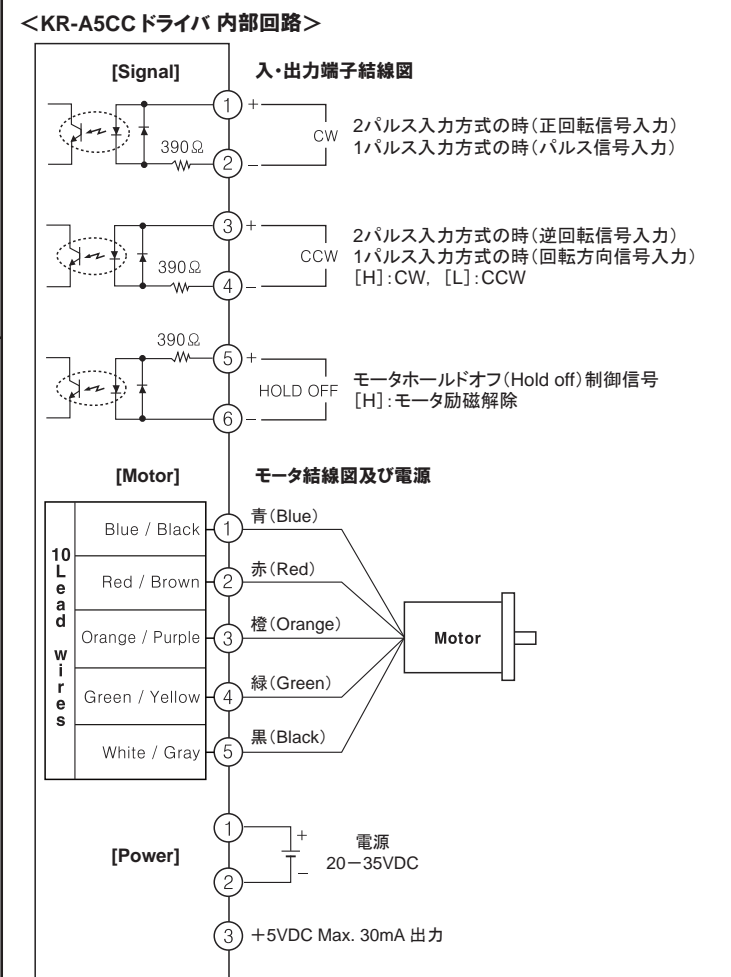 ＜KR-A5CCドライバ 内部回路＞
[Signal]
入・出力端子結線図
1
+
CW
2パルス入力方式の時（正回転信号入力）
1パルス入力方式の時（パルス信号入力）
390Ω
2
−
3
+
CCW
2パルス入力方式の時（逆回転信号入力）
1パルス入力方式の時（回転方向信号入力）
[H]：CW, [L]：CCW
390Ω
4
−
390Ω
5
+
HOLD OFF
モータホールドオフ（Hold off）制御信号
[H]：モータ励磁解除
6
−
[Motor]
モータ結線図及び電源
10 Lead wires
Blue / Black
1
青（Blue）
Red / Brown
2
赤（Red）
Orange / Purple
3
橙（Orange）
Motor
Green / Yellow
4
緑（Green）
White / Gray
5
黒（Black）
[Power]
1
+
電源
20−35VDC
2
−
3
＋5VDC Max. 30mA 出力